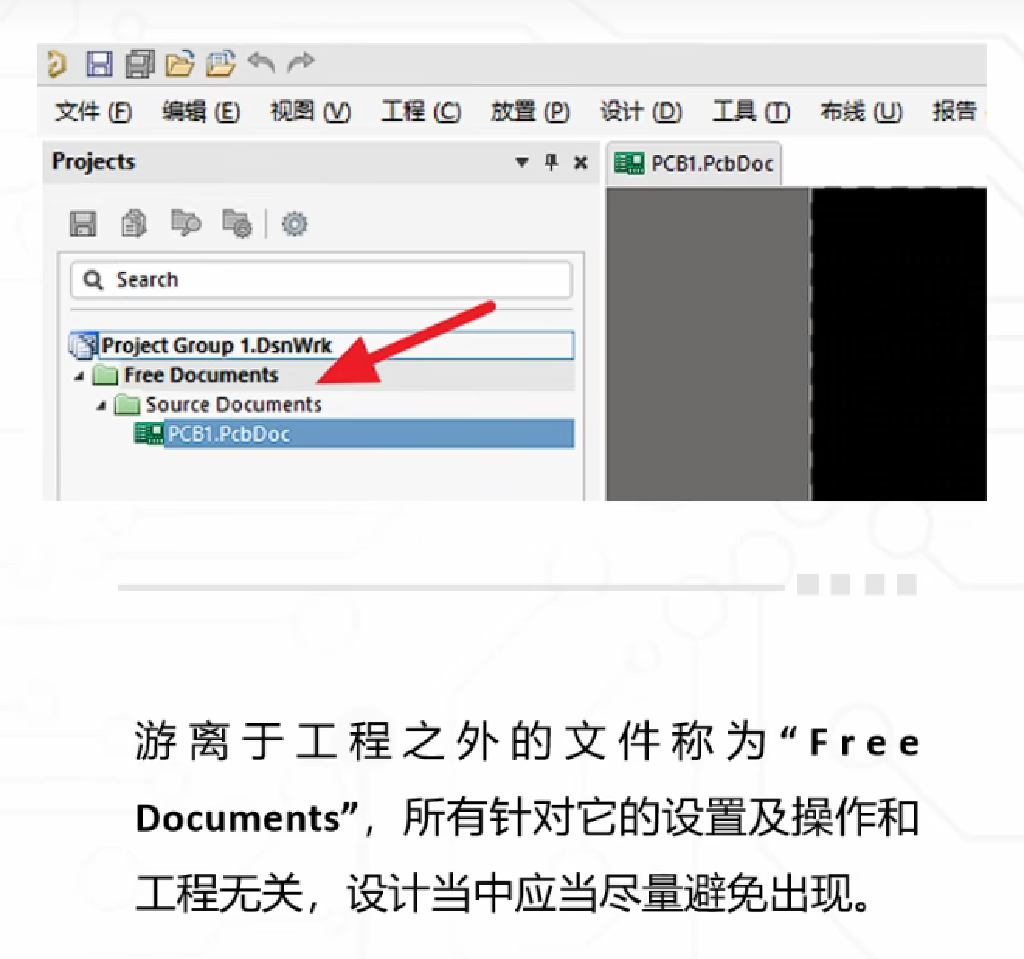 文件 (F) 编辑 (E) 视图 (V) 工程 (C) 放置 (P) 设计 (D) 工具 (T) 布线 (U) 报告
Projects
PCB1.PcbDoc
Search
Project Group 1.DsnWrk
Free Documents
Source Documents
PCB1.PcbDoc
游离于工程之外的文件称为“Free
Documents”，所有针对它的设置及操作和
工程无关，设计当中应当尽量避免出现。